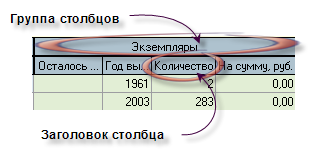 Группа столбцов
Экземпляры
Осталось ... Год вы... Количество На сумму, руб.
1961 2 0,00
2003 283 0,00
Заголовок столбца